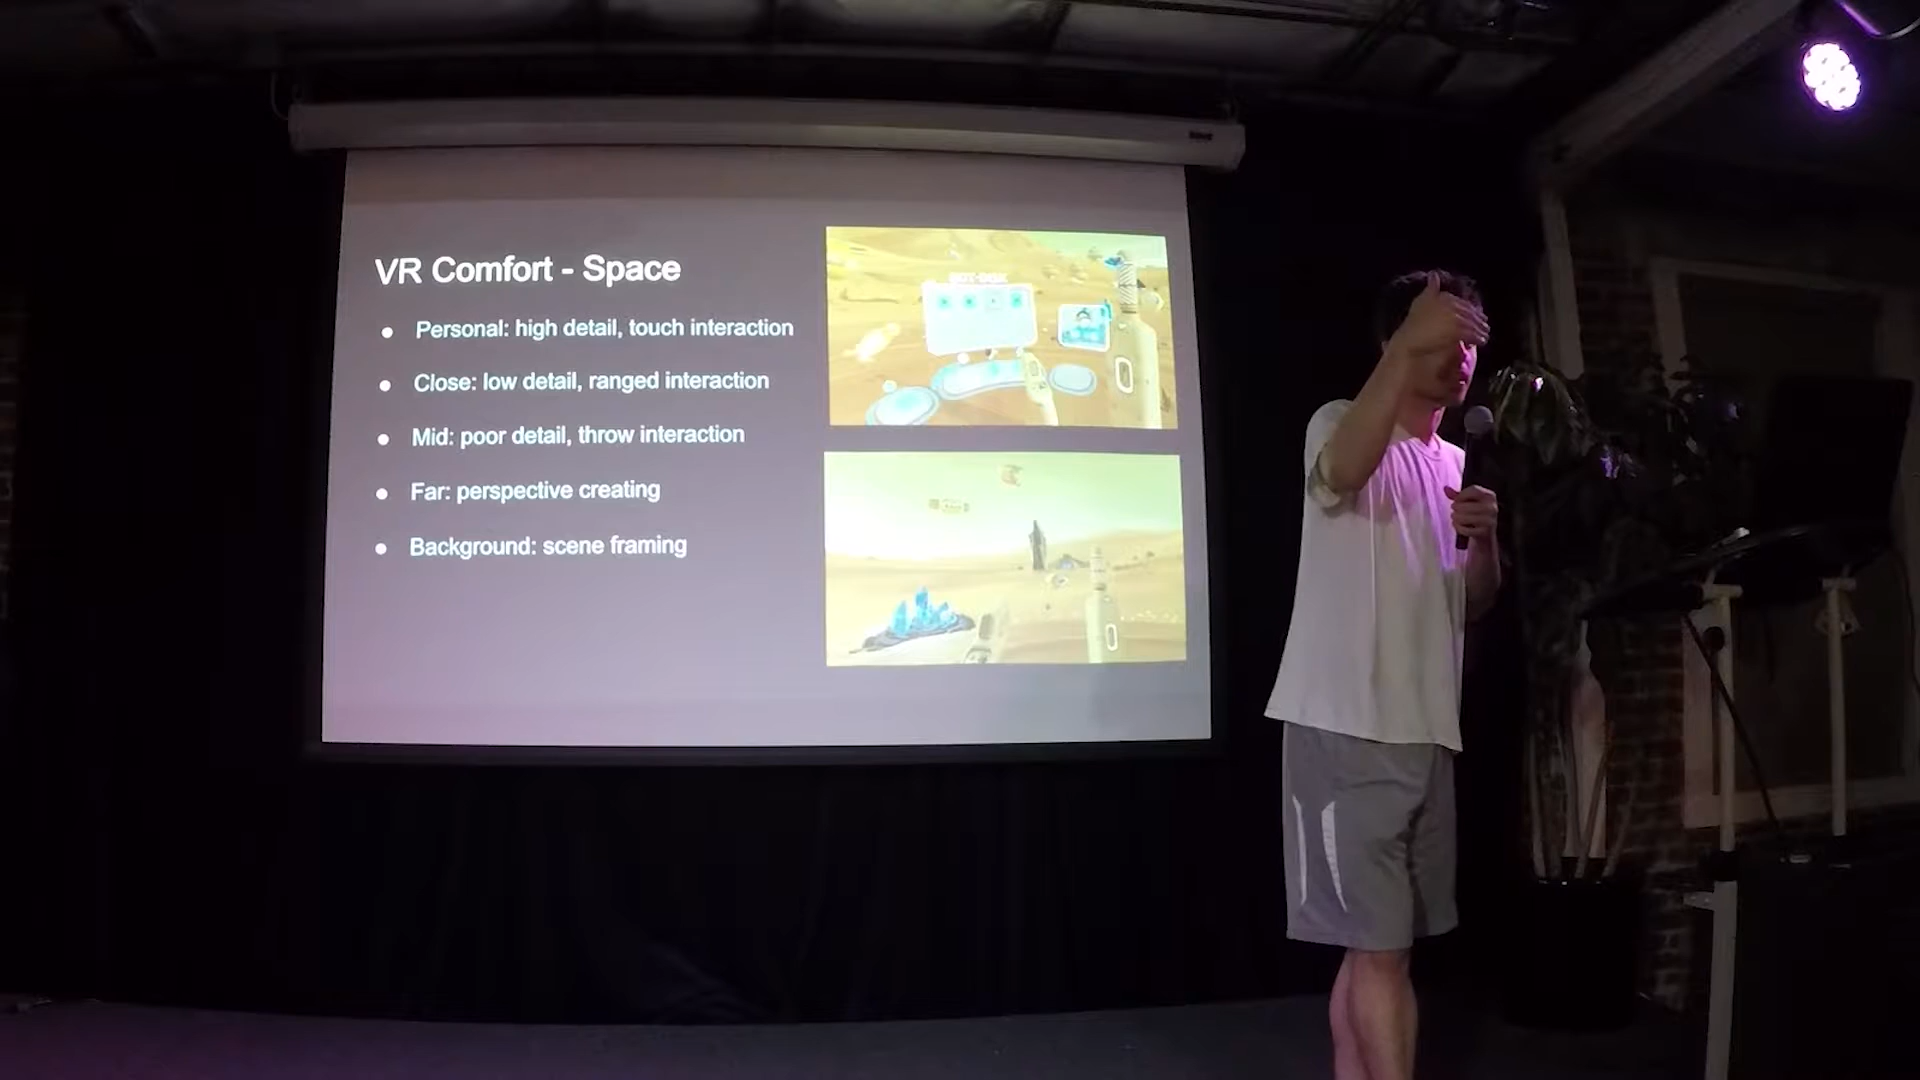 VR Comfort - Space
● Personal: high detail, touch interaction
● Close: low detail, ranged interaction
● Mid: poor detail, throw interaction
● Far: perspective creating
● Background: scene framing